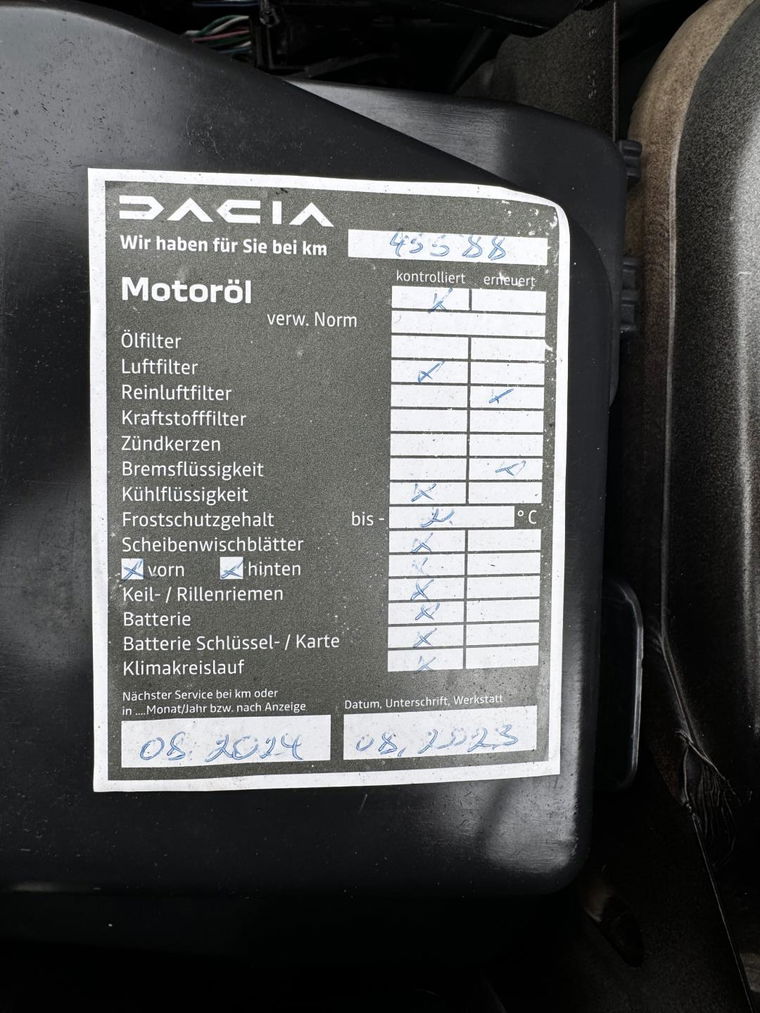 DACIA
Wir haben für Sie bei km 45588
kontrolliert erneuert
Motoröl
verw. Norm
Ölfilter
Luftfilter
Reinluftfilter
Kraftstofffilter
Zündkerzen
Bremsflüssigkeit
Kühlflüssigkeit
Frostschutzgehalt bis - °C
Scheibenwischblätter
vorn hinten
Keil- / Rillenriemen
Batterie
Batterie Schlüssel- / Karte
Klimakreislauf
Nächster Service bei km oder
in ....Monat/Jahr bzw. nach Anzeige
Datum, Unterschrift, Werkstatt
08. 2024 08. 2023